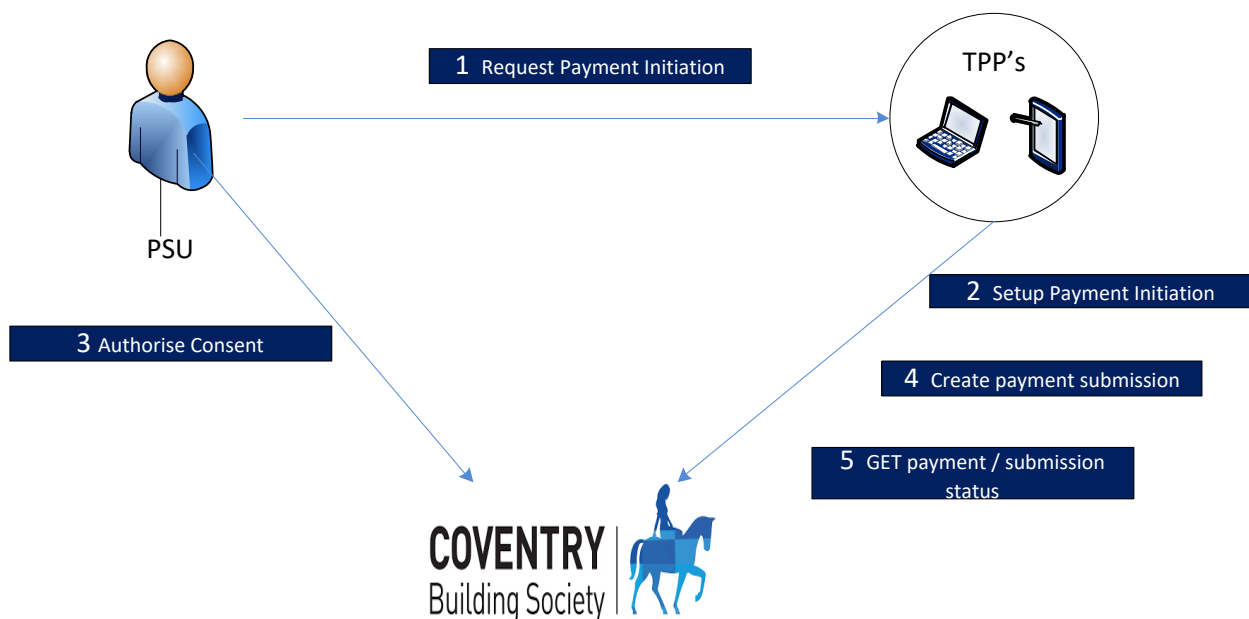 1 Request Payment Initiation
TPP's
PSU
2 Setup Payment Initiation
3 Authorise Consent
4 Create payment submission
5 GET payment / submission
status
COVENTRY
Building Society